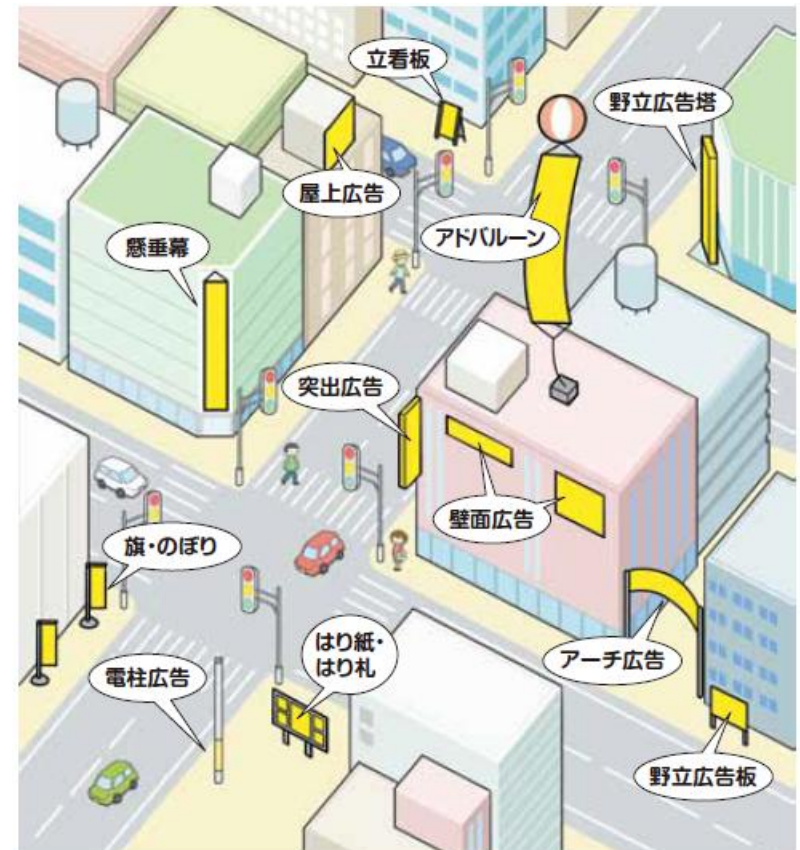 立看板
野立広告塔
屋上広告
アドバルーン
懸垂幕
突出広告
壁面広告
旗・のぼり
はり紙・
はり札
アーチ広告
電柱広告
野立広告板